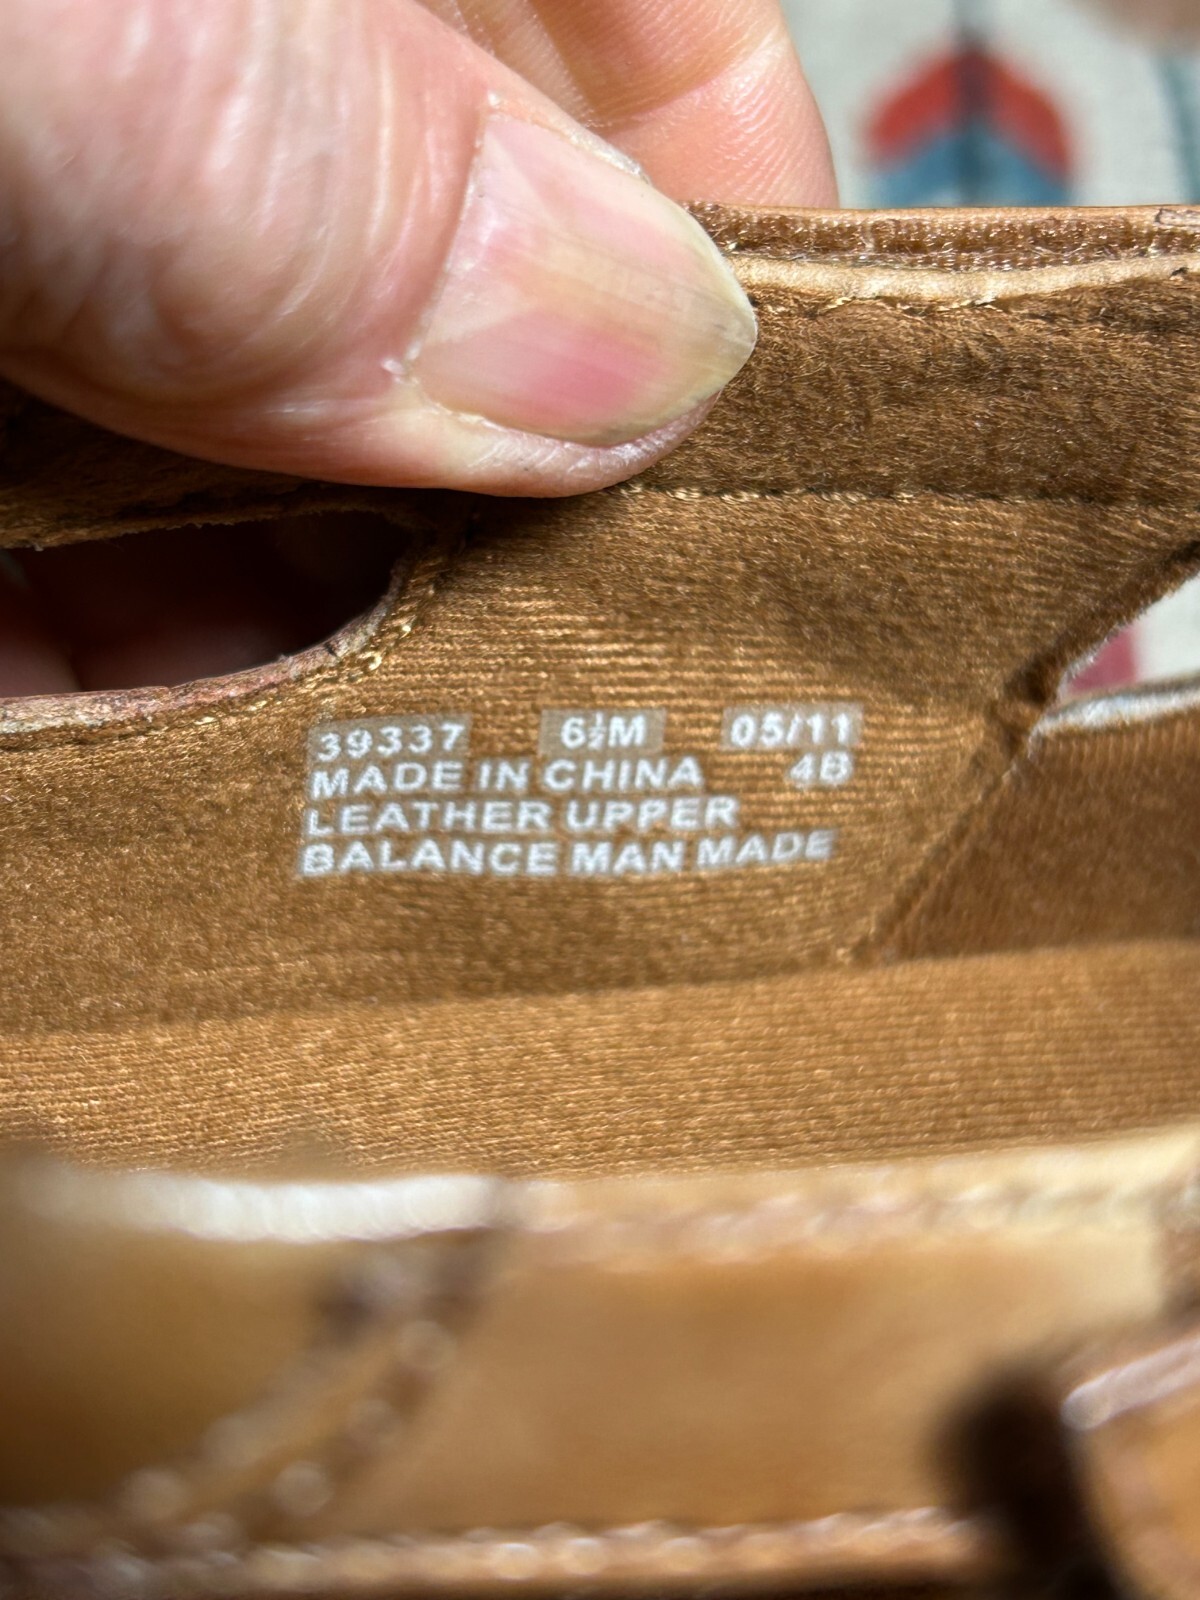 39337 6½M 05/11
MADE IN CHINA 4B
LEATHER UPPER
BALANCE MAN MADE